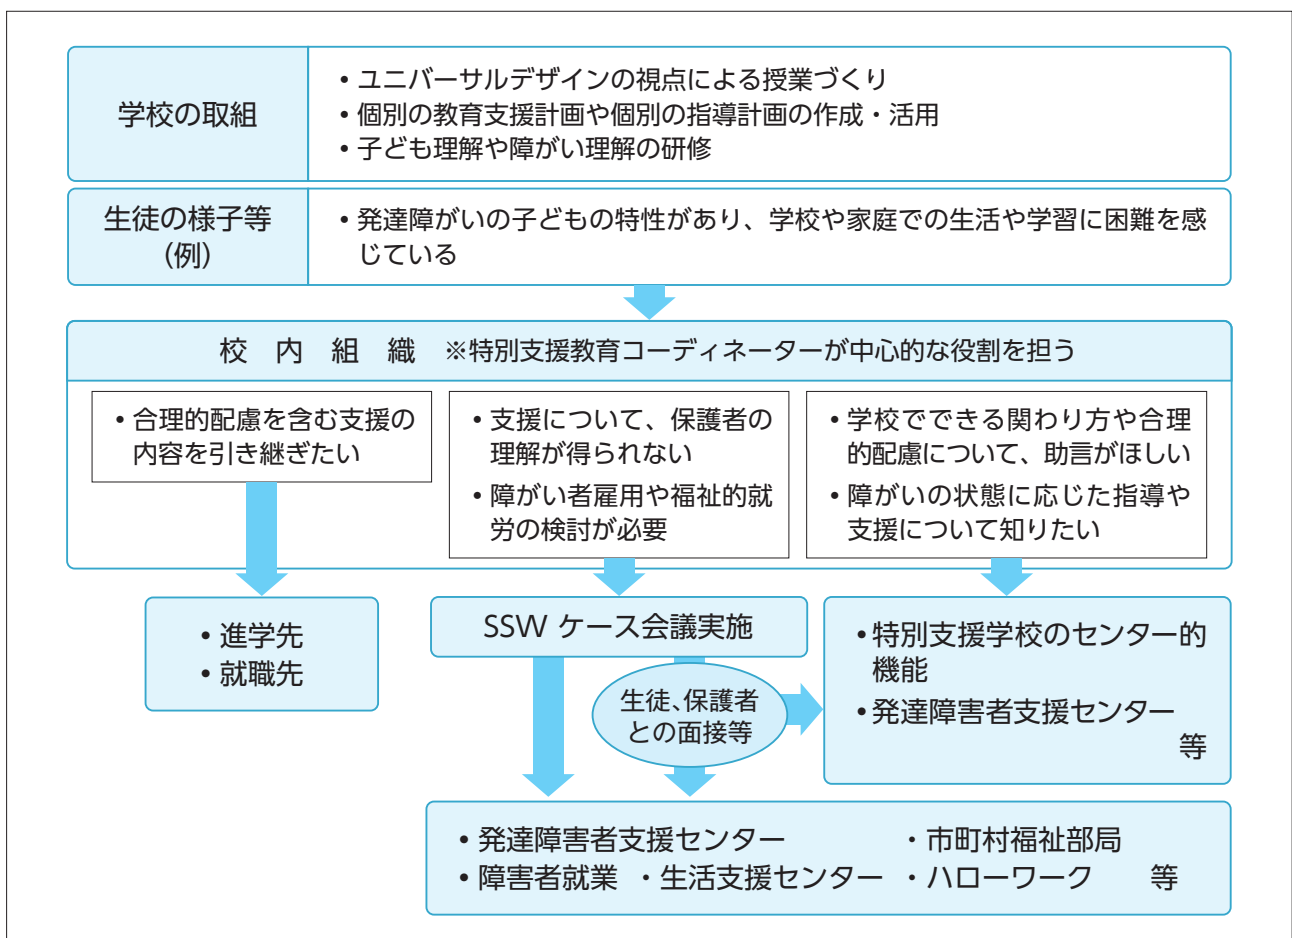 学校の取組
・ユニバーサルデザインの視点による授業づくり
・個別の教育支援計画や個別の指導計画の作成・活用
・子ども理解や障がい理解の研修
生徒の様子等
(例)
・発達障がいの子どもの特性があり、学校や家庭での生活や学習に困難を感
じている
校 内 組 織 ※特別支援教育コーディネーターが中心的な役割を担う
・合理的配慮を含む支援の
内容を引き継ぎたい
・支援について、保護者の
理解が得られない
・障がい者雇用や福祉的就
労の検討が必要
・学校でできる関わり方や合理
的配慮について、助言がほしい
・障がいの状態に応じた指導や
支援について知りたい
・進学先
・就職先
SSW ケース会議実施
生徒、保護者
との面接等
・特別支援学校のセンター的
機能
・発達障害者支援センター
等
・発達障害者支援センター ・市町村福祉部局
・障害者就業・生活支援センター ・ハローワーク 等